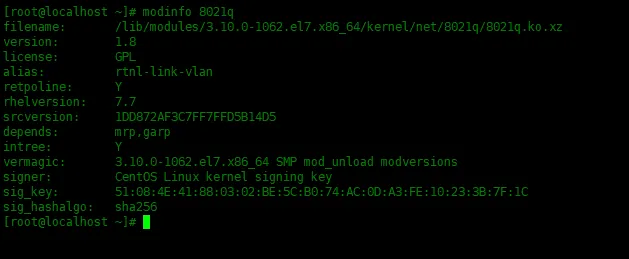 [root@localhost ~]# modinfo 8021q
filename:       /lib/modules/3.10.0-1062.el7.x86_64/kernel/net/8021q/8021q.ko.xz
version:        1.8
license:        GPL
alias:          rtnl-link-vlan
retpoline:      Y
rhelversion:    7.7
srcversion:     1DD872AF3C7FF7FFD5B14D5
depends:        mrp,garp
intree:         Y
vermagic:       3.10.0-1062.el7.x86_64 SMP mod_unload modversions
signer:         CentOS Linux kernel signing key
sig_key:        51:08:4E:41:88:03:02:BE:5C:B0:74:AC:0D:A3:FE:10:23:3B:7F:1C
sig_hashalgo:   sha256
[root@localhost ~]#